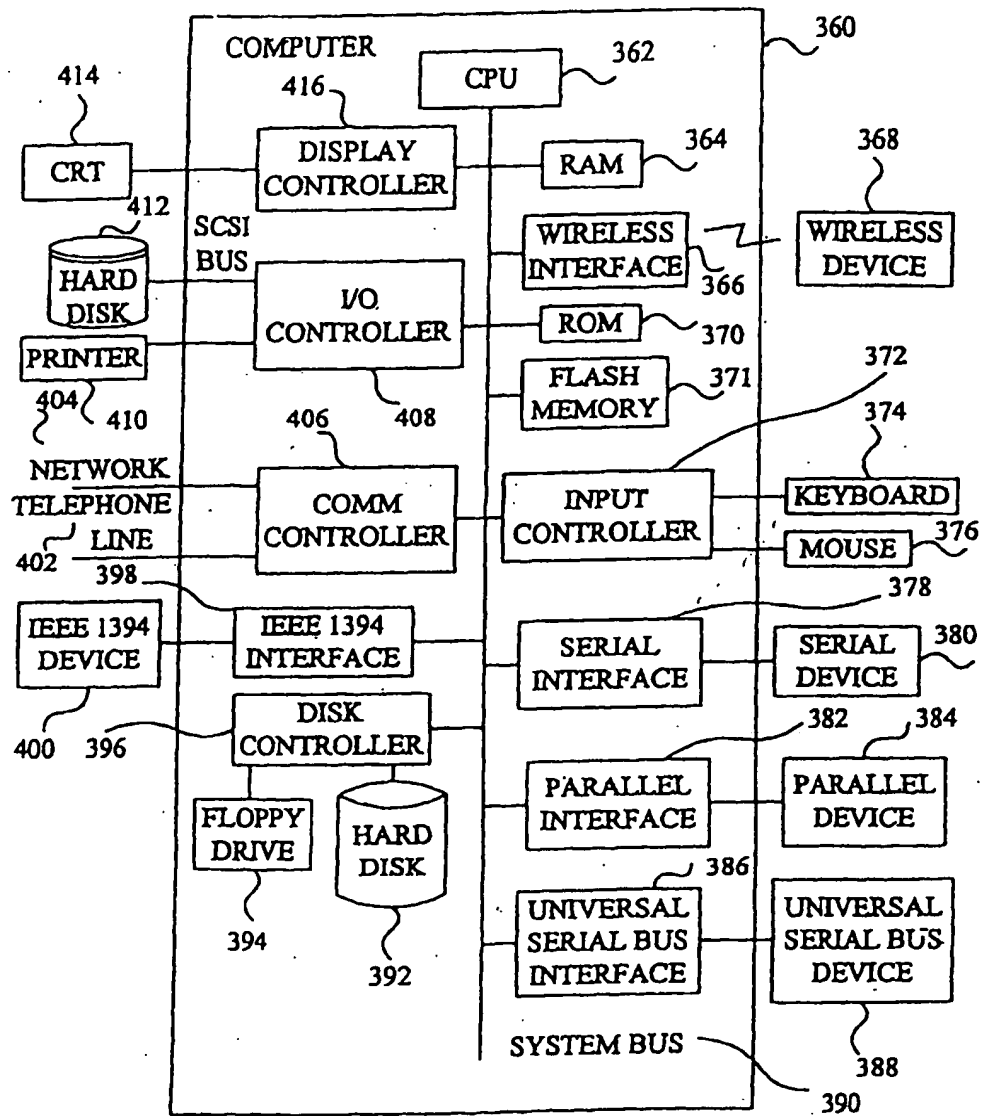 COMPUTER
360
CPU
362
414
416
CRT
DISPLAY
CONTROLLER
RAM
364
368
412
SCSI
BUS
HARD
DISK
WIRELESS
INTERFACE
366
WIRELESS
DEVICE
I/O
CONTROLLER
ROM
370
PRINTER
404
410
408
FLASH
MEMORY
371
372
406
374
NETWORK
TELEPHONE
LINE
402
COMM
CONTROLLER
INPUT
CONTROLLER
KEYBOARD
MOUSE
376
398
378
IEEE 1394
DEVICE
IEEE 1394
INTERFACE
SERIAL
INTERFACE
SERIAL
DEVICE
380
400
396
DISK
CONTROLLER
382
384
FLOPPY
DRIVE
HARD
DISK
PARALLEL
INTERFACE
PARALLEL
DEVICE
394
392
386
UNIVERSAL
SERIAL BUS
INTERFACE
UNIVERSAL
SERIAL BUS
DEVICE
SYSTEM BUS
388
390